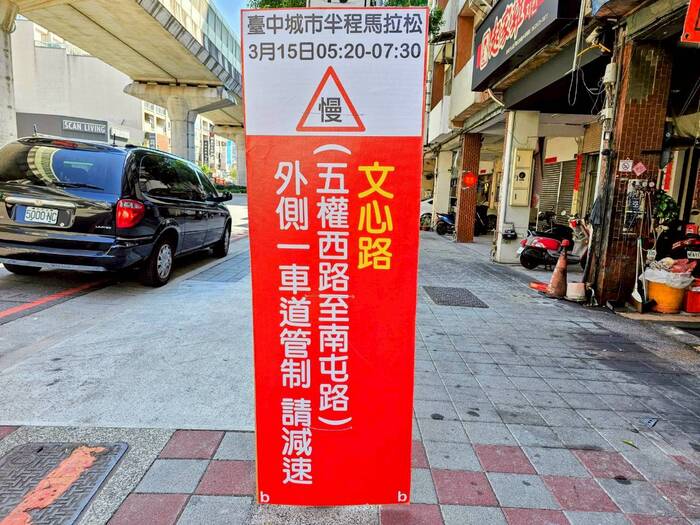 臺中城市半程馬拉松
3月15日05:20-07:30
慢
文心路
(五權西路至南屯路)
外側一車道管制 請減速
b
b
SCAN LIVING
5000 NC